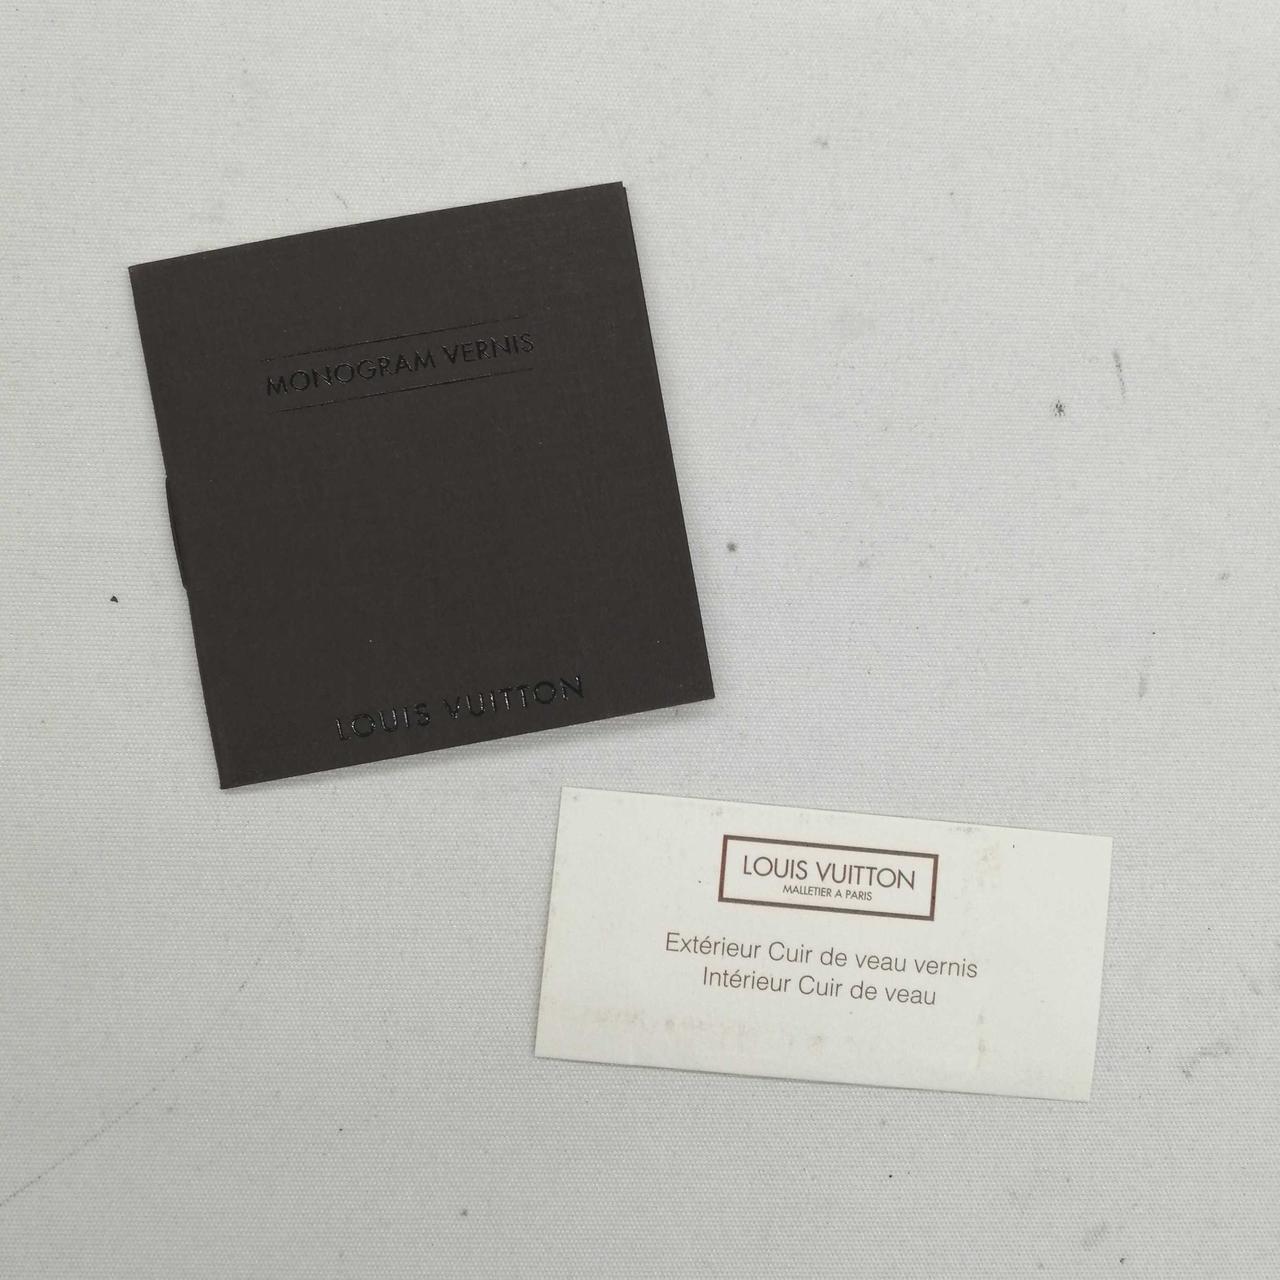 MONOGRAM VERNIS
LOUIS VUITTON
LOUIS VUITTON
MALLETIER A PARIS
Extérieur Cuir de veau vernis
Intérieur Cuir de veau